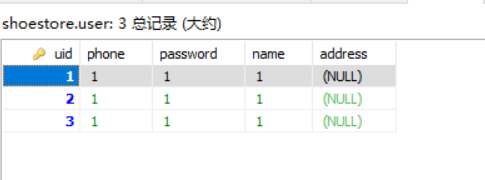 shoestore.user: 3 总记录 (大约)
uid phone password name address
1 1 1 1 (NULL)
2 1 1 1 (NULL)
3 1 1 1 (NULL)